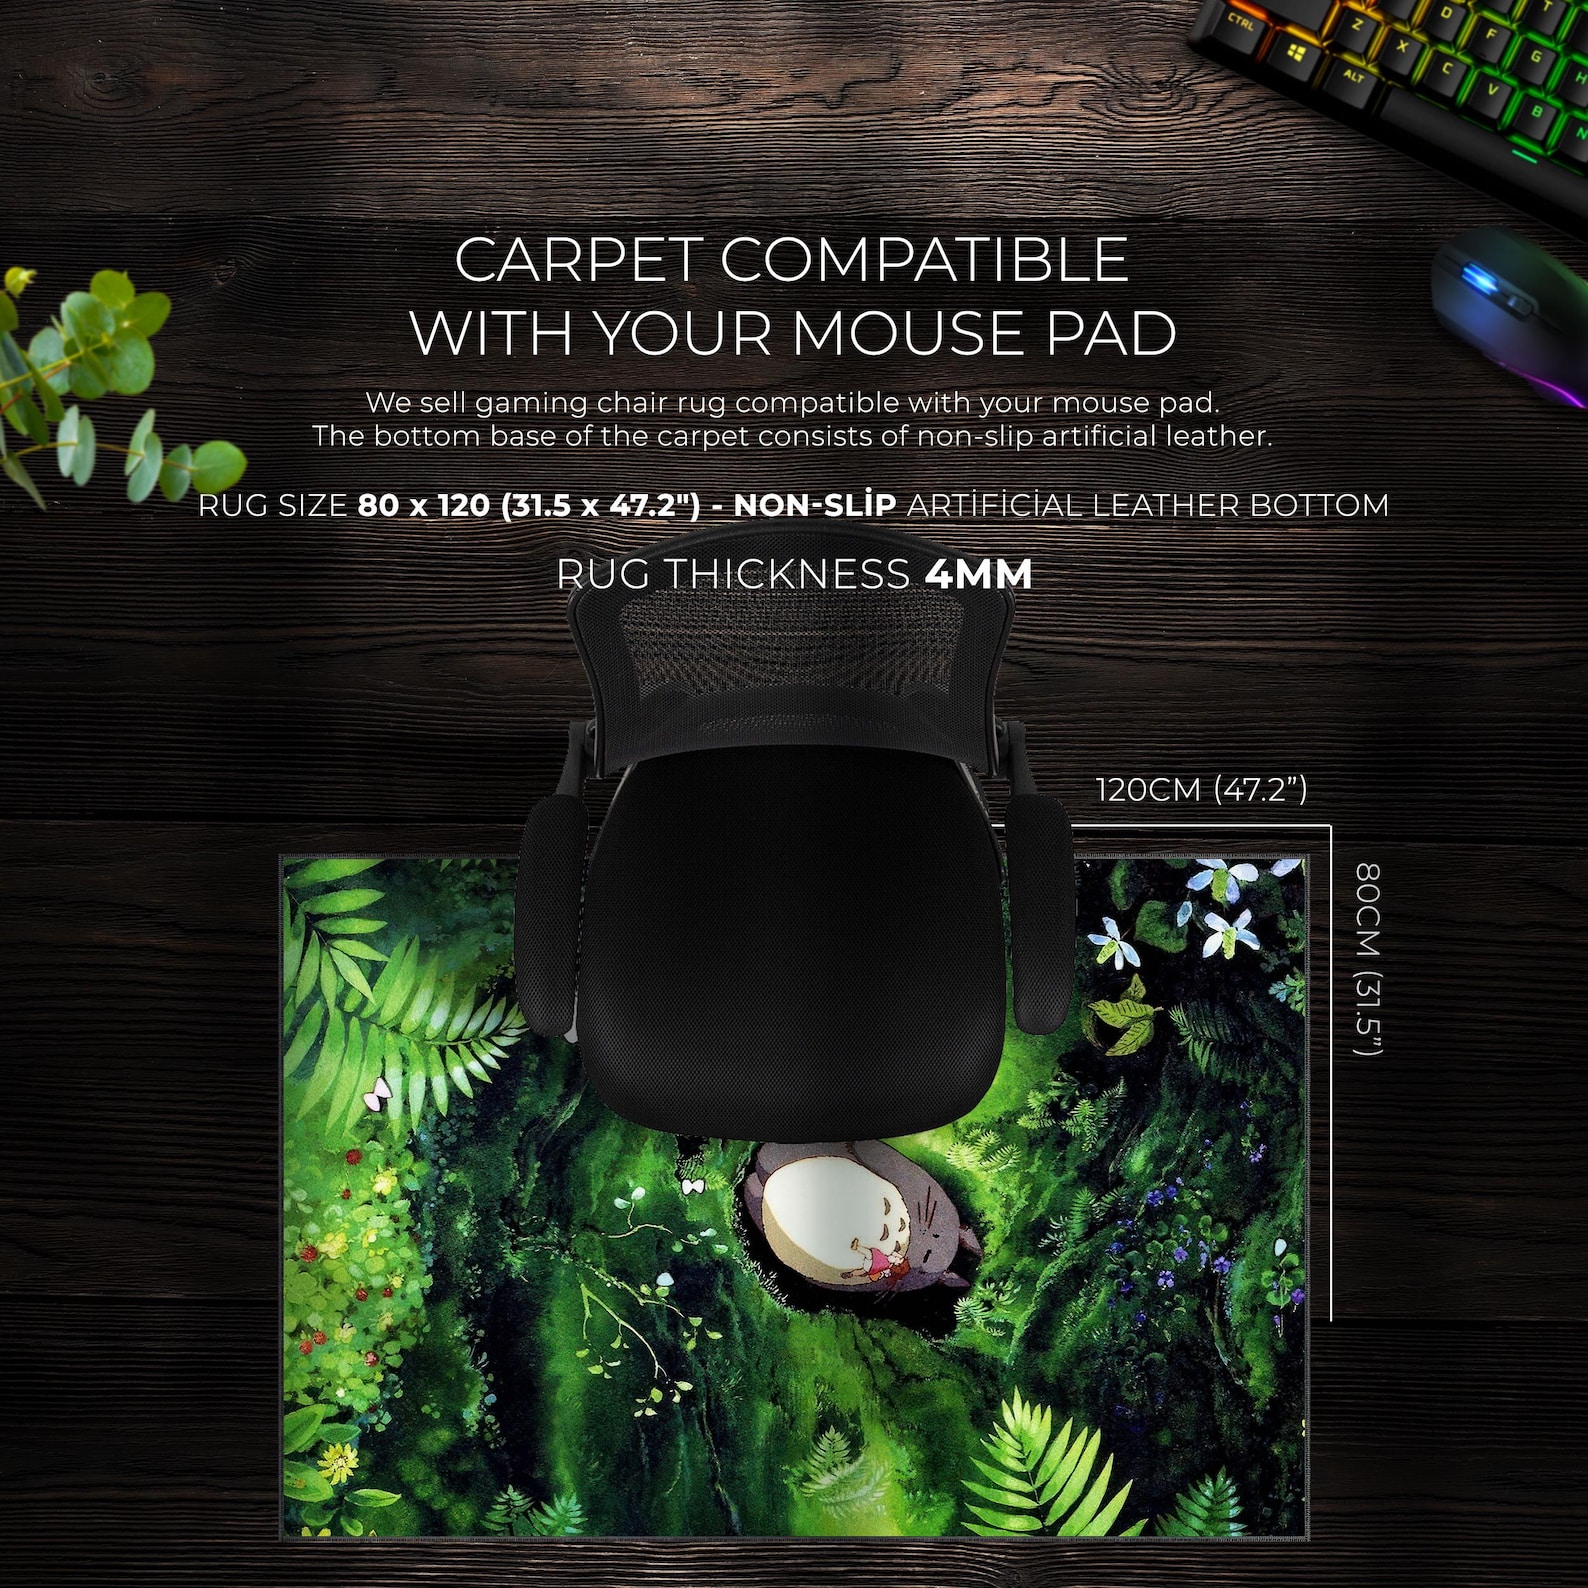 CTRL
ALT
Z
X
C
V
B
N
D
F
G
H
T
CARPET COMPATIBLE
WITH YOUR MOUSE PAD
We sell gaming chair rug compatible with your mouse pad.
The bottom base of the carpet consists of non-slip artificial leather.
RUG SIZE 80 x 120 (31.5 x 47.2") - NON-SLİP ARTİFİCİAL LEATHER BOTTOM
RUG THICKNESS 4MM
120CM (47.2”)
80CM (31.5”)